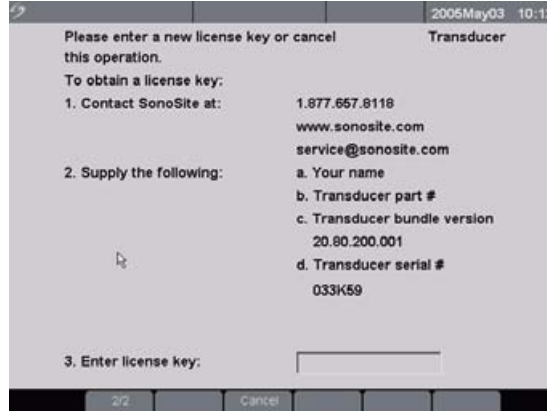 2005May03 10:1
Please enter a new license key or cancel Transducer
this operation.
To obtain a license key:
1. Contact SonoSite at: 1.877.657.8118
www.sonosite.com
service@sonosite.com
2. Supply the following: a. Your name
b. Transducer part #
c. Transducer bundle version
20.80.200.001
d. Transducer serial #
033K59
3. Enter license key:
2/2 Cancel